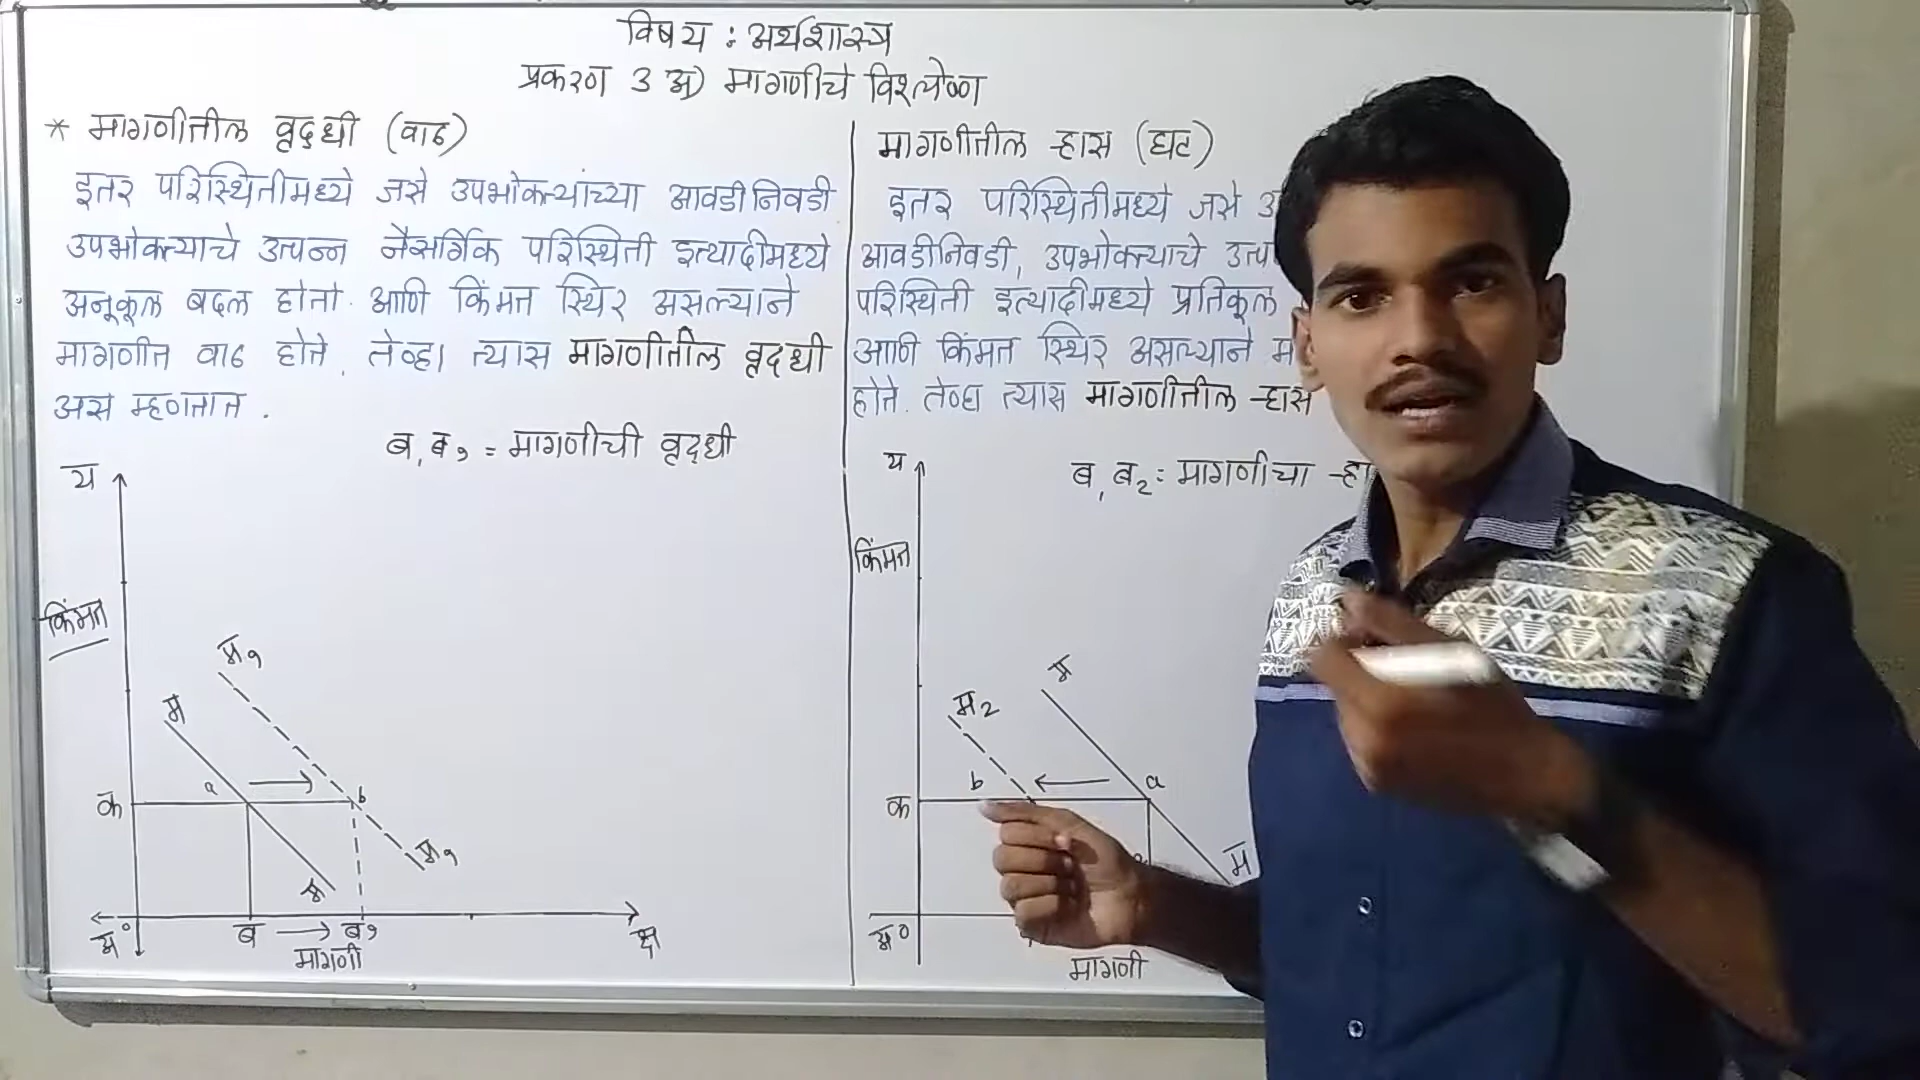 विषय : अर्थशास्त्र
प्रकरण 3 अ) मागणीचे विश्लेषण
* मागणीतील वृद्धी (वाढ)
इतर परिस्थितीमध्ये जसे उपभोक्त्यांच्या आवडीनिवडी
उपभोक्त्याचे उत्पन्न नैसर्गिक परिस्थिती इत्यादीमध्ये
अनूकूल बदल होतो. आणि किंमत स्थिर असल्याने
मागणीत वाढ होते, तेव्हा त्यास मागणीतील वृद्धी
अस म्हणतात .
ब, ब१ = मागणीची वृद्धी
य
किंमत
म१
म
a
b
क
म१
म
अ०
ब → ब१
क्ष
मागणी
मागणीतील ऱ्हास (घट)
इतर परिस्थितीमध्ये जसे
आवडीनिवडी, उपभोक्त्याचे
परिस्थिती इत्यादीमध्ये प्रतिकूल
आणि किंमत स्थिर असल्याने
होते. तेव्हा त्यास मागणीतील ऱ्हास
ब, ब2 = मागणीचा
य
किंमत
म
म2
b
a
क
म
अ०
मागणी